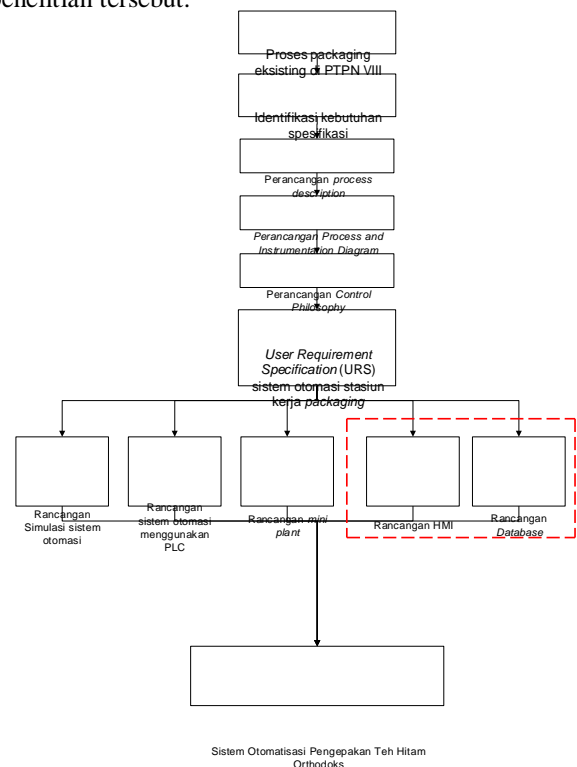 penelitian tersebut.
Proses packaging
eksisting di PTPN VIII
Identifikasi kebutuhan
spesifikasi
Perancangan process
description
Perancangan Process and
Instrumentation Diagram
Perancangan Control
Philosophy
User Requirement
Specification (URS)
sistem otomasi stasiun
kerja packaging
Rancangan
Simulasi sistem
otomasi
Rancangan
sistem otomasi
menggunakan
PLC
Rancangan mini
plant
Rancangan HMI
Rancangan
Database
Sistem Otomatisasi Pengepakan Teh Hitam
Orthodoks